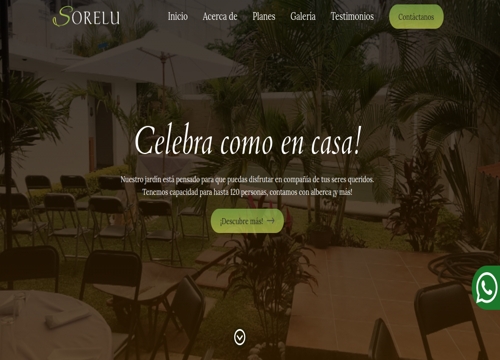 SORELU
Inicio Acerca de Planes Galeria Testimonios Contáctanos
Celebra como en casa!
Nuestro jardín está pensado para que puedas disfrutar en compañía de tus seres queridos.
Tenemos capacidad para hasta 120 personas, contamos con alberca ¡y más!
¡Descubre más! →